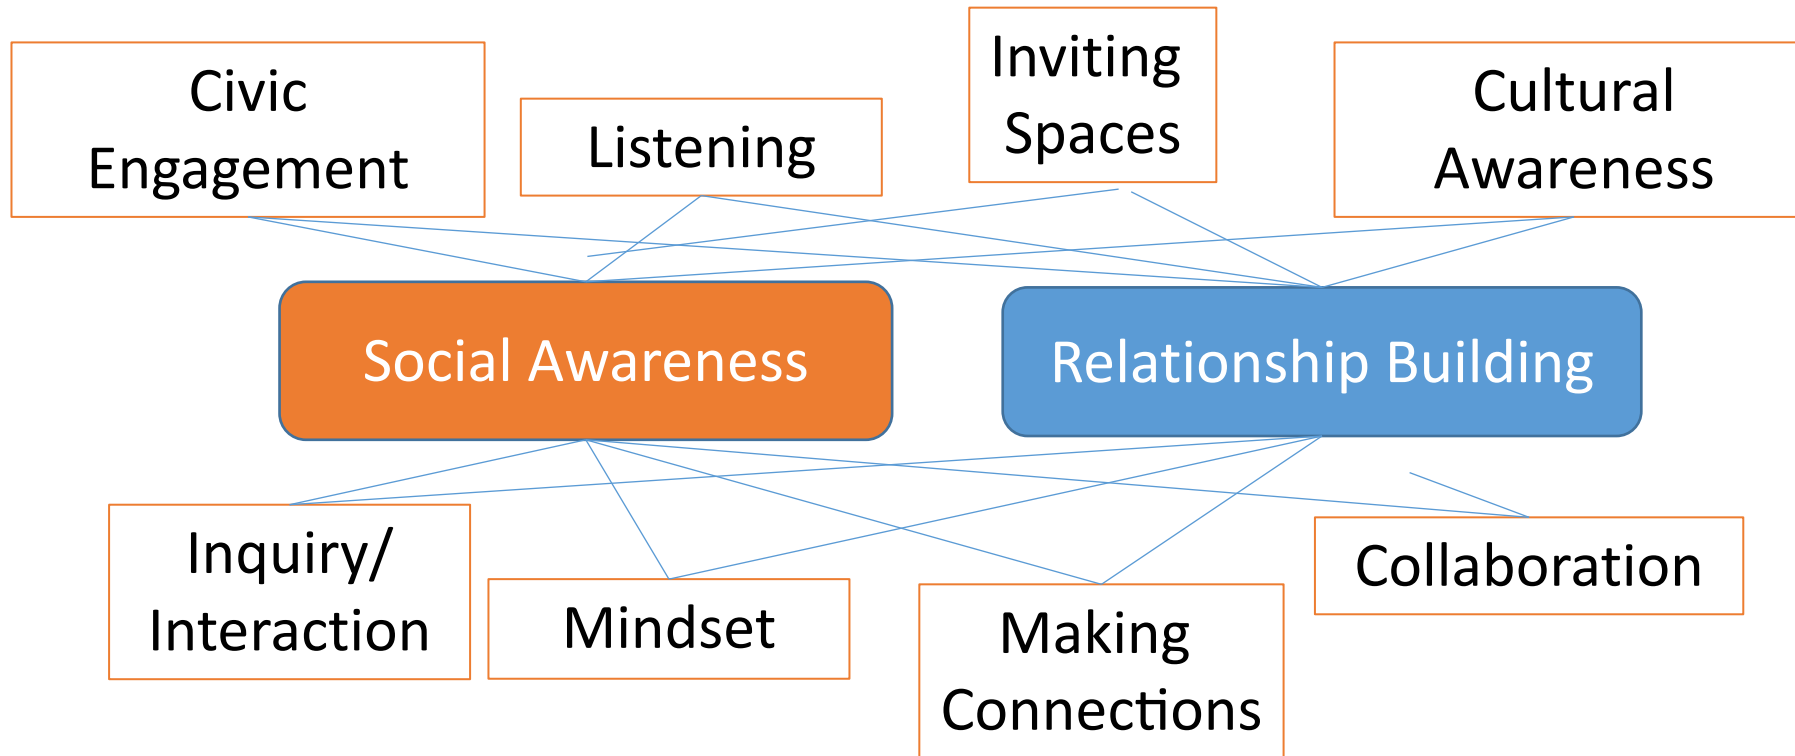 Civic
Engagement
Listening
Inviting
Spaces
Cultural
Awareness
Social Awareness
Relationship Building
Inquiry/
Interaction
Mindset
Making
Connections
Collaboration